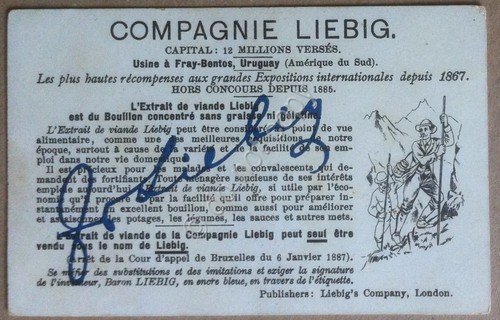 COMPAGNIE LIEBIG.
CAPITAL: 12 MILLIONS VERSÉS.
Usine à Fray-Bentos, Uruguay (Amérique du Sud).
Les plus hautes récompenses aux grandes Expositions internationales depuis 1867.
HORS CONCOURS DEPUIS 1885.
L'Extrait de viande Liebig
est du Bouillon concentré sans graisse ni gélatine.
L'Extrait de viande Liebig peut être considéré au point de vue
alimentaire, comme une des meilleures acquisitions de notre
époque, surtout à cause de la variété et de la facilité de son em-
ploi dans notre vie domestique.
Il est précieux pour les malades et les convalescents qui de-
mandent des fortifiants. Toute ménagère soucieuse de ses intérêts
emploie aujourd'hui l'Extrait de viande Liebig, si utile par l'écono-
mie qu'il procure et par la facilité qu'il offre pour préparer in-
stantanément un excellent bouillon, comme aussi pour améliorer
et assaisonner les potages, les légumes, les sauces et autres mets.
L'extrait de viande de la Compagnie Liebig peut seul être
vendu sous le nom de Liebig.
(Arrêt de la Cour d'appel de Bruxelles du 6 Janvier 1887).
Se méfier des substitutions et des imitations et exiger la signature
de l'inventeur, Baron LIEBIG, en encre bleue, en travers de l'étiquette.
Publishers: Liebig's Company, London.
J v Liebig